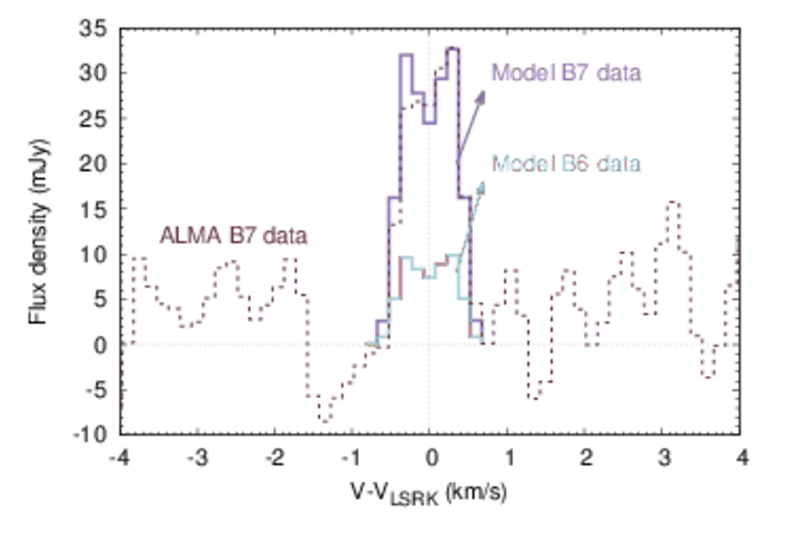 35
30
25
20
15
10
5
0
-5
-10
Flux density (mJy)
Model B7 data
Model B6 data
ALMA B7 data
-4 -3 -2 -1 0 1 2 3 4
V-VLSRK (km/s)